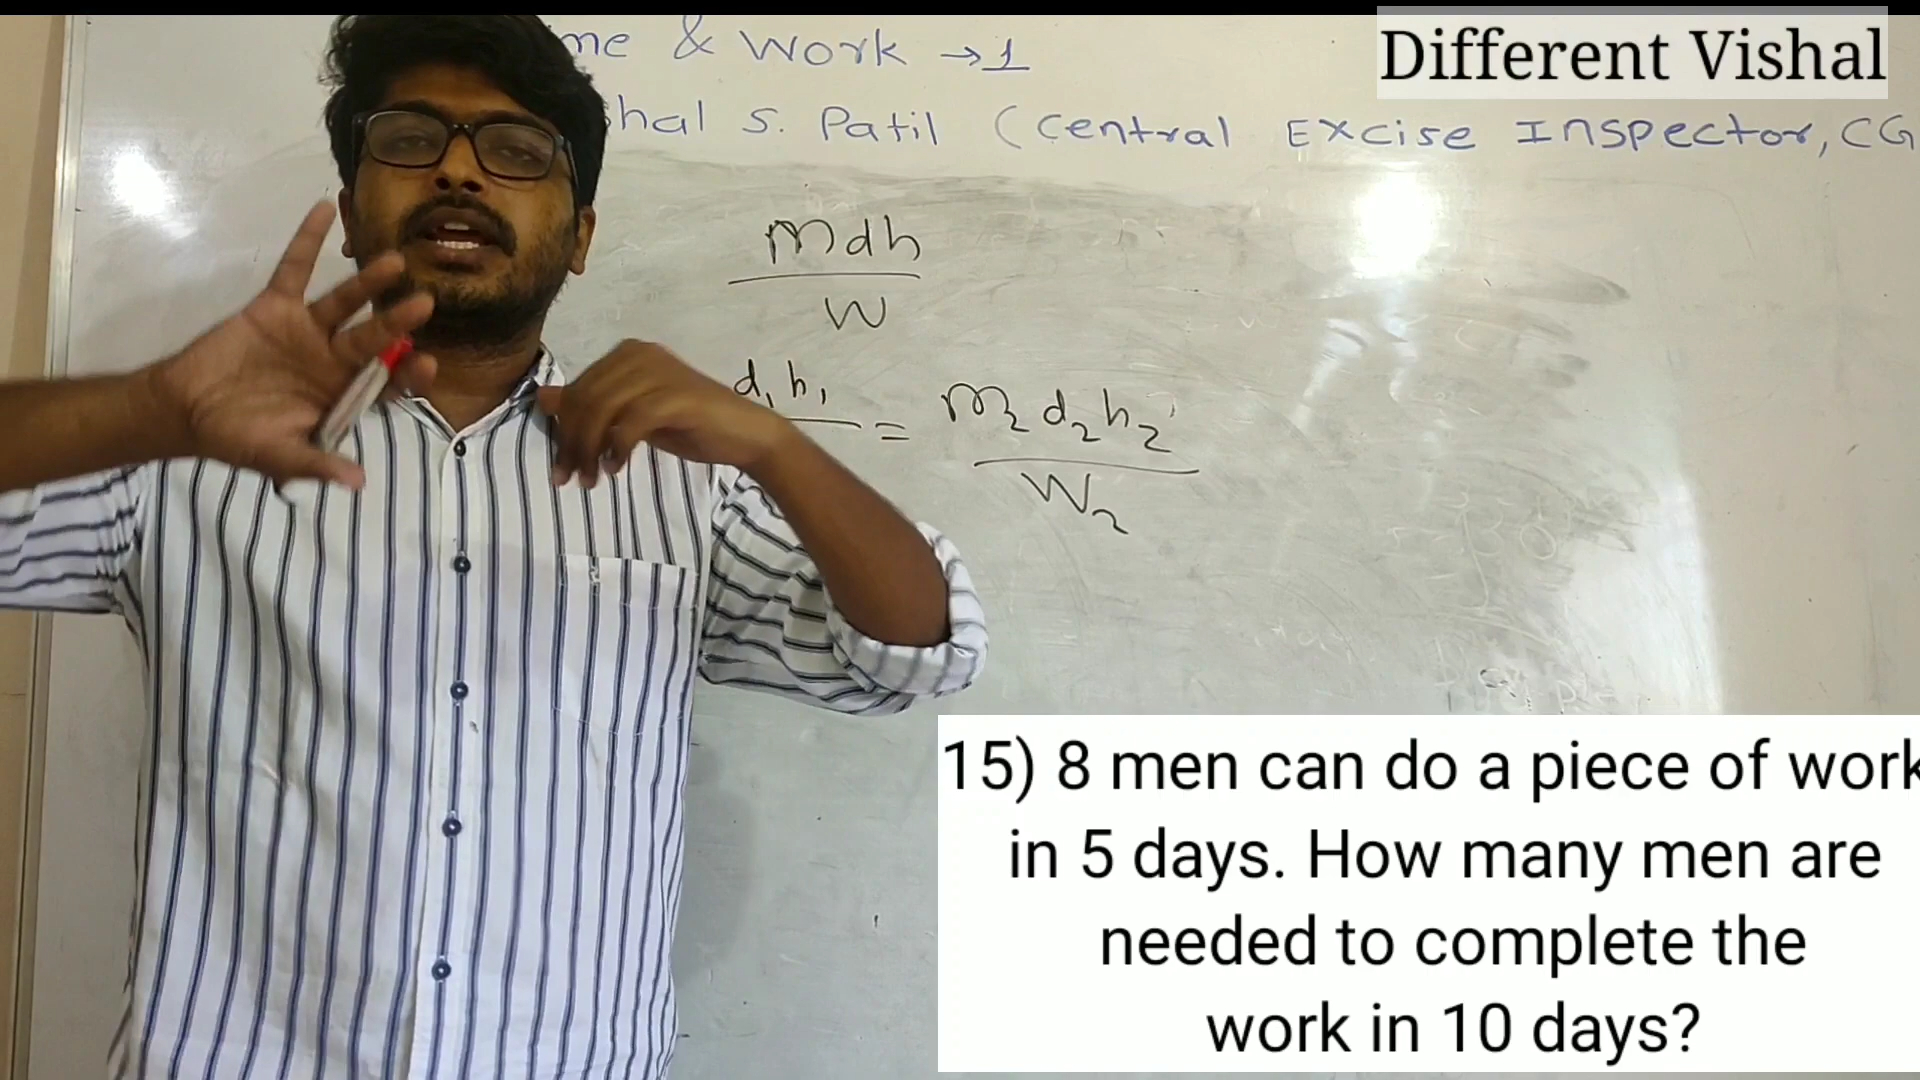 Different Vishal
me & Work →1
hal S. Patil (Central Excise Inspector, CG
mdh
W
d₁h₁ = m₂d₂h₂
W₂
15) 8 men can do a piece of work
in 5 days. How many men are
needed to complete the
work in 10 days?